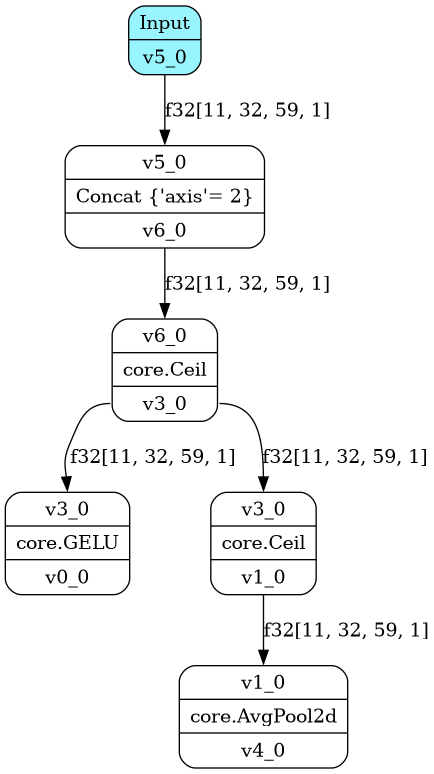 Input
v5_0
f32[11, 32, 59, 1]
v5_0
Concat {'axis'= 2}
v6_0
f32[11, 32, 59, 1]
v6_0
core.Ceil
v3_0
f32[11, 32, 59, 1]
f32[11, 32, 59, 1]
v3_0
core.GELU
v0_0
v3_0
core.Ceil
v1_0
f32[11, 32, 59, 1]
v1_0
core.AvgPool2d
v4_0